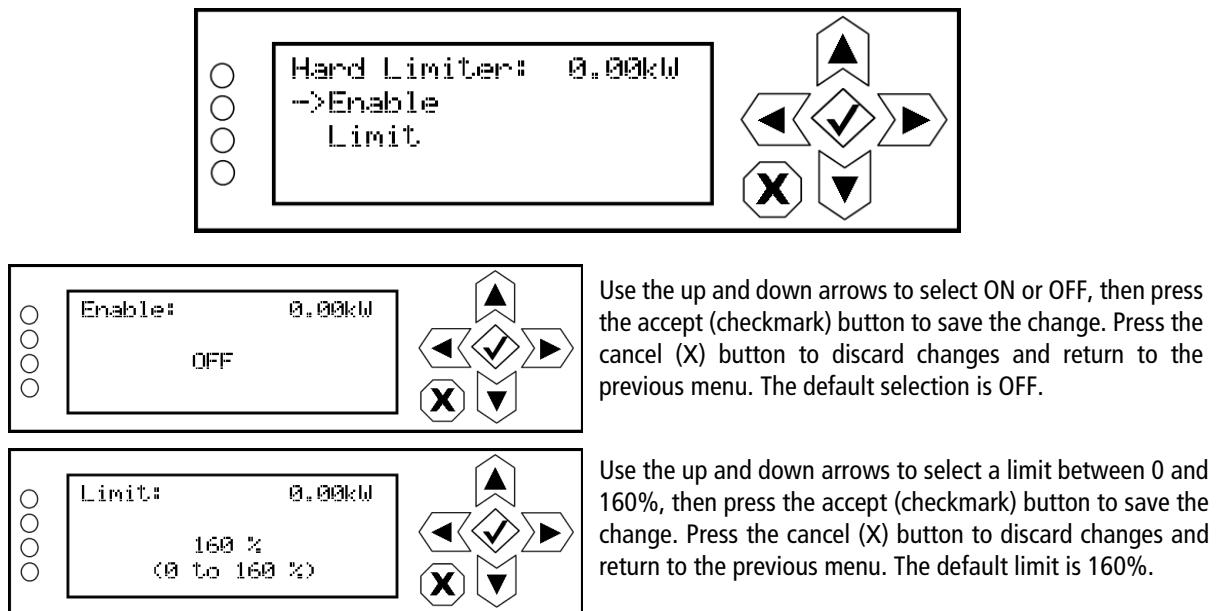 Hard Limiter: 0.00kW
->Enable
Limit
X
Enable: 0.00kW
OFF
X
Use the up and down arrows to select ON or OFF, then press
the accept (checkmark) button to save the change. Press the
cancel (X) button to discard changes and return to the
previous menu. The default selection is OFF.
Limit: 0.00kW
160 %
(0 to 160 %)
X
Use the up and down arrows to select a limit between 0 and
160%, then press the accept (checkmark) button to save the
change. Press the cancel (X) button to discard changes and
return to the previous menu. The default limit is 160%.